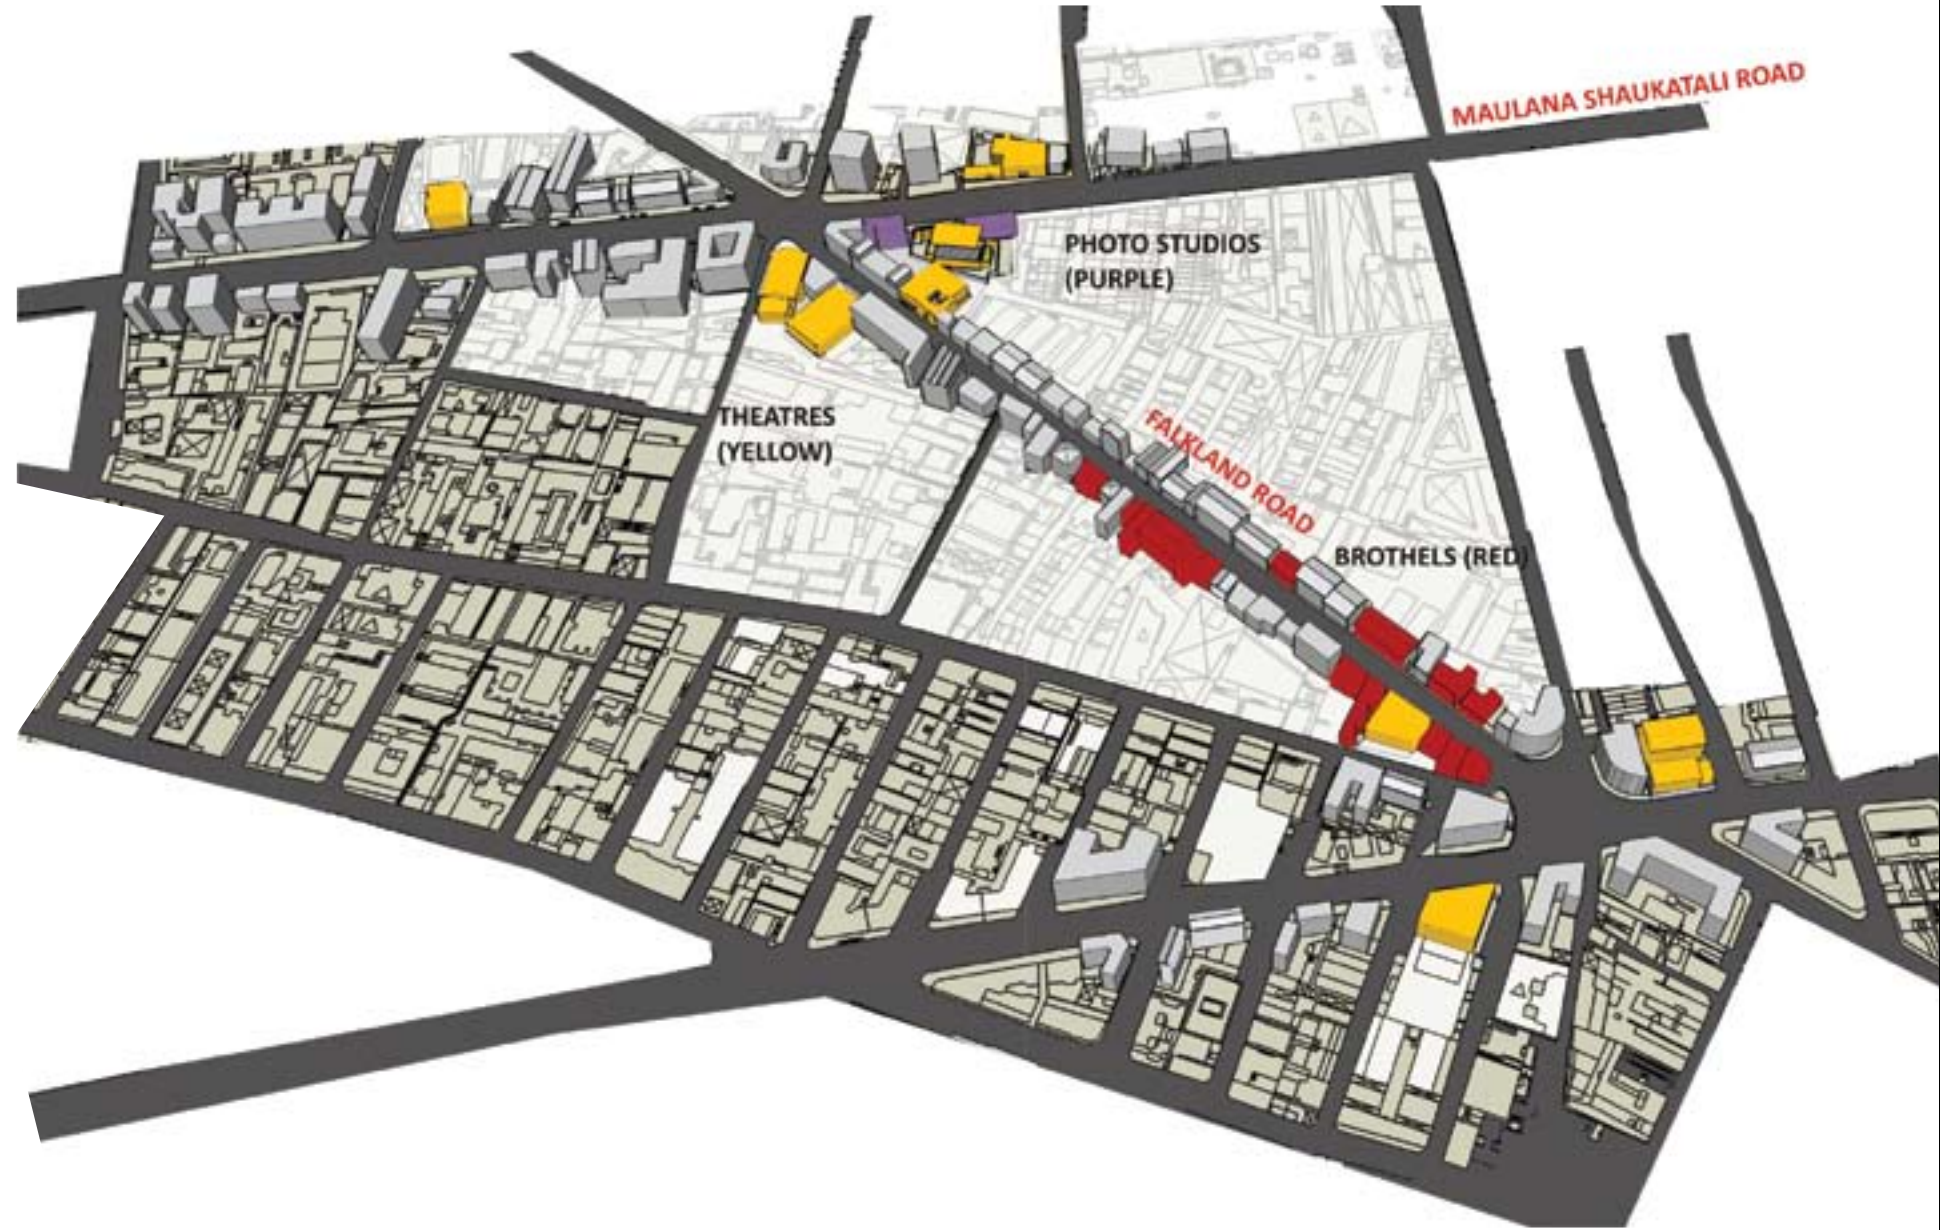 MAULANA SHAUKATALI ROAD
PHOTO STUDIOS
(PURPLE)
THEATRES
(YELLOW)
FALKLAND ROAD
BROTHELS (RED)